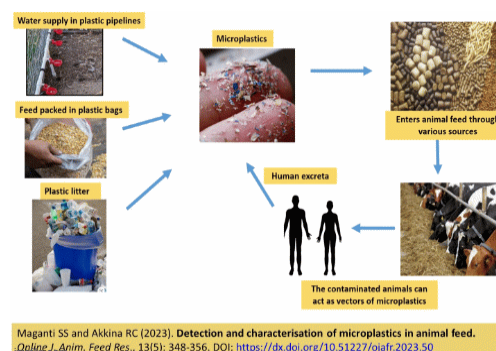 Water supply in plastic pipelines
Microplastics
Feed packed in plastic bags
Enters animal feed through
various sources
Plastic litter
Human excreta
The contaminated animals can
act as vectors of microplastics
Maganti SS and Akkina RC (2023). Detection and characterisation of microplastics in animal feed.
Online J. Anim. Feed Res., 13(5): 348-356. DOI: https://dx.doi.org/10.51227/ojafr.2023.50